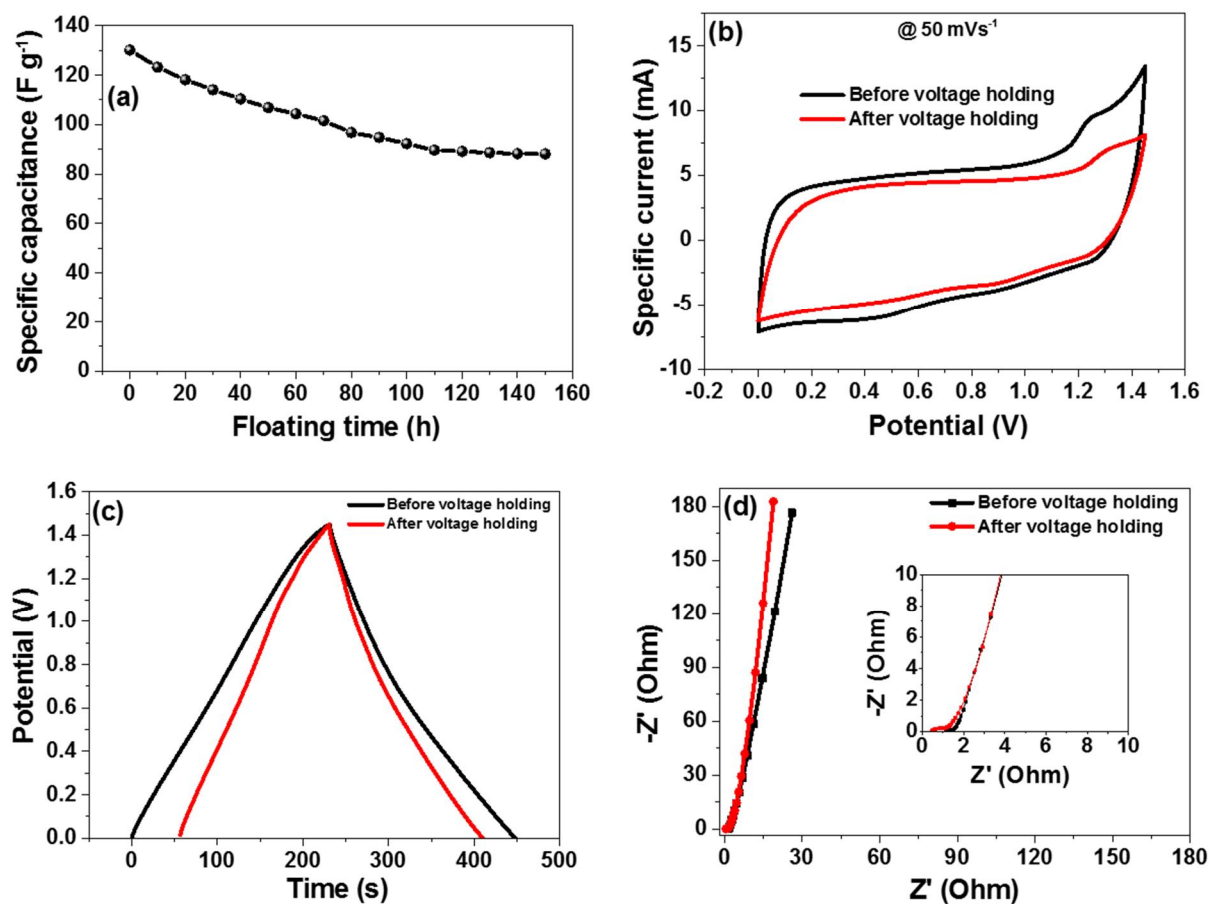 (a)
Specific capacitance (F g-1)
140
120
100
80
60
40
20
0
0 20 40 60 80 100 120 140 160
Floating time (h)
(b)
@ 50 mVs-1
Before voltage holding
After voltage holding
Specific current (mA)
15
10
5
0
-5
-10
-0.2 0.0 0.2 0.4 0.6 0.8 1.0 1.2 1.4 1.6
Potential (V)
(c)
Before voltage holding
After voltage holding
Potential (V)
1.6
1.4
1.2
1.0
0.8
0.6
0.4
0.2
0.0
0 100 200 300 400 500
Time (s)
(d)
Before voltage holding
After voltage holding
-Z' (Ohm)
180
150
120
90
60
30
0
0 30 60 90 120 150 180
Z' (Ohm)
-Z' (Ohm)
10
8
6
4
2
0
0 2 4 6 8 10
Z' (Ohm)